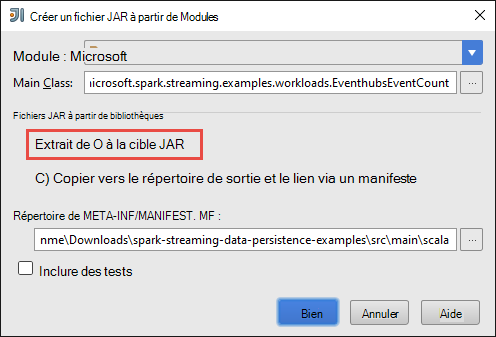 Créer un fichier JAR à partir de Modules
Module : Microsoft
Main Class: icrosoft.spark.streaming.examples.workloads.EventhubsEventCount ...
Fichiers JAR à partir de bibliothèques
Extrait de O à la cible JAR
C) Copier vers le répertoire de sortie et le lien via un manifeste
Répertoire de META-INF/MANIFEST. MF :
nme\Downloads\spark-streaming-data-persistence-examples\src\main\scala ...
Inclure des tests
Bien Annuler Aide